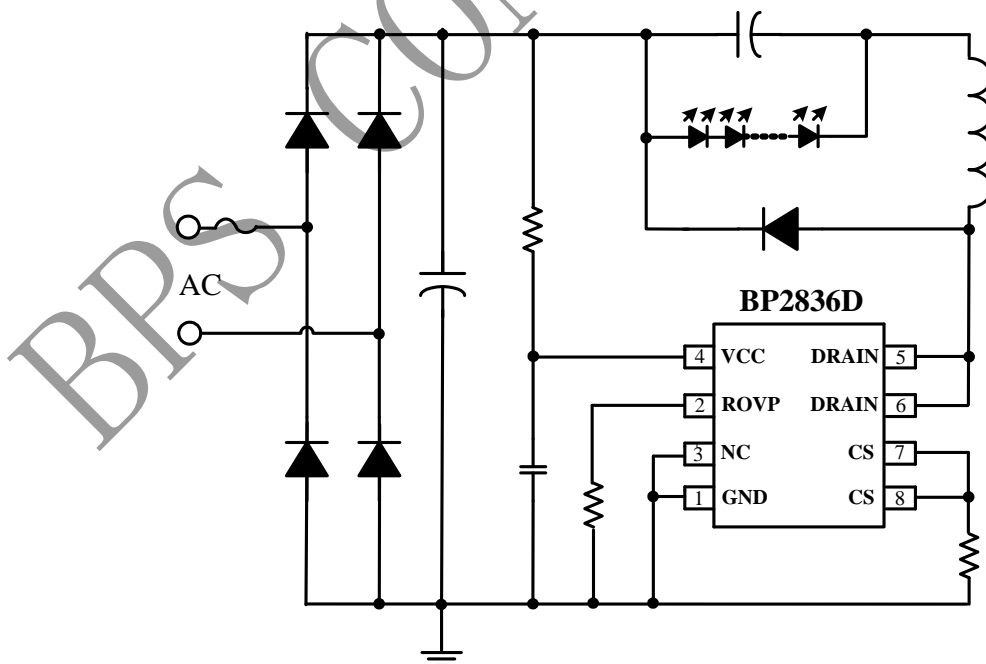 BPS CON
AC
BP2836D
4 VCC DRAIN 5
2 ROVP DRAIN 6
3 NC CS 7
1 GND CS 8